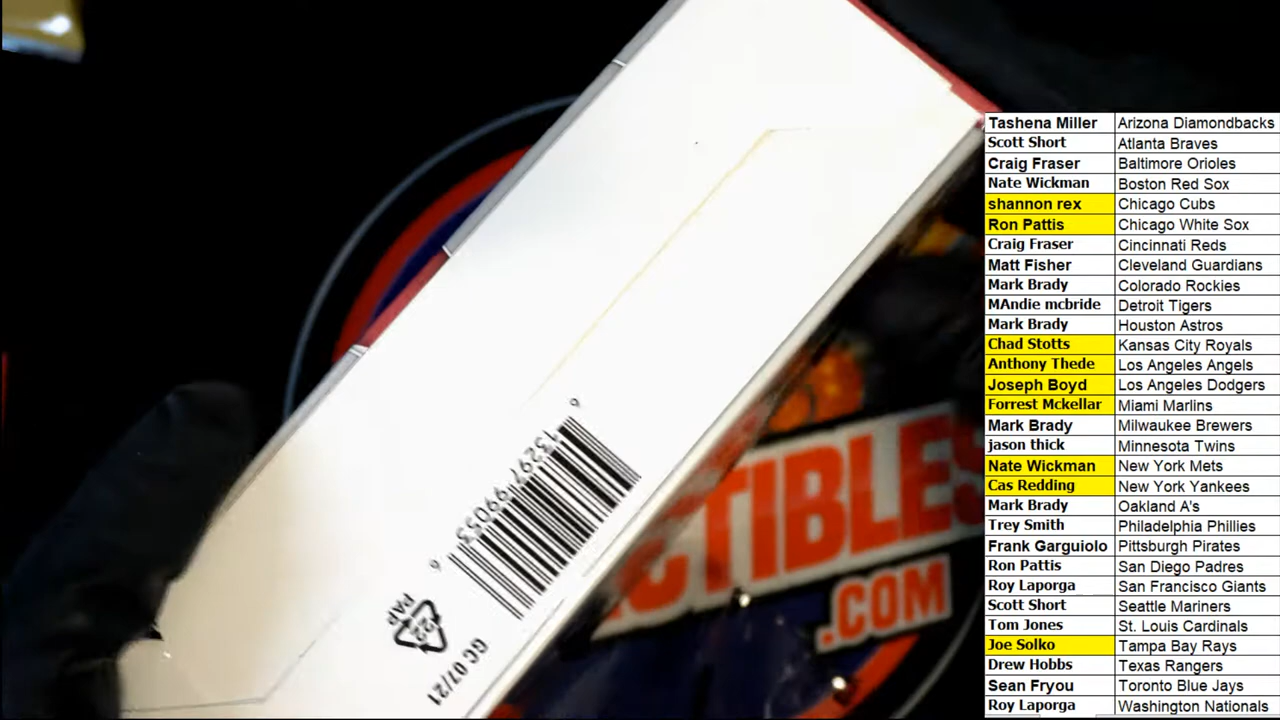 Tashena Miller Arizona Diamondbacks
Scott Short Atlanta Braves
Craig Fraser Baltimore Orioles
Nate Wickman Boston Red Sox
shannon rex Chicago Cubs
Ron Pattis Chicago White Sox
Craig Fraser Cincinnati Reds
Matt Fisher Cleveland Guardians
Mark Brady Colorado Rockies
MAndie mcbride Detroit Tigers
Mark Brady Houston Astros
Chad Stotts Kansas City Royals
Anthony Thede Los Angeles Angels
Joseph Boyd Los Angeles Dodgers
Forrest Mckellar Miami Marlins
Mark Brady Milwaukee Brewers
jason thick Minnesota Twins
Nate Wickman New York Mets
Cas Redding New York Yankees
Mark Brady Oakland A's
Trey Smith Philadelphia Phillies
Frank Garguiolo Pittsburgh Pirates
Ron Pattis San Diego Padres
Roy Laporga San Francisco Giants
Scott Short Seattle Mariners
Tom Jones St. Louis Cardinals
Joe Solko Tampa Bay Rays
Drew Hobbs Texas Rangers
Sean Fryou Toronto Blue Jays
Roy Laporga Washington Nationals
CTIBLES
.COM
22
PAP
GC 07/21